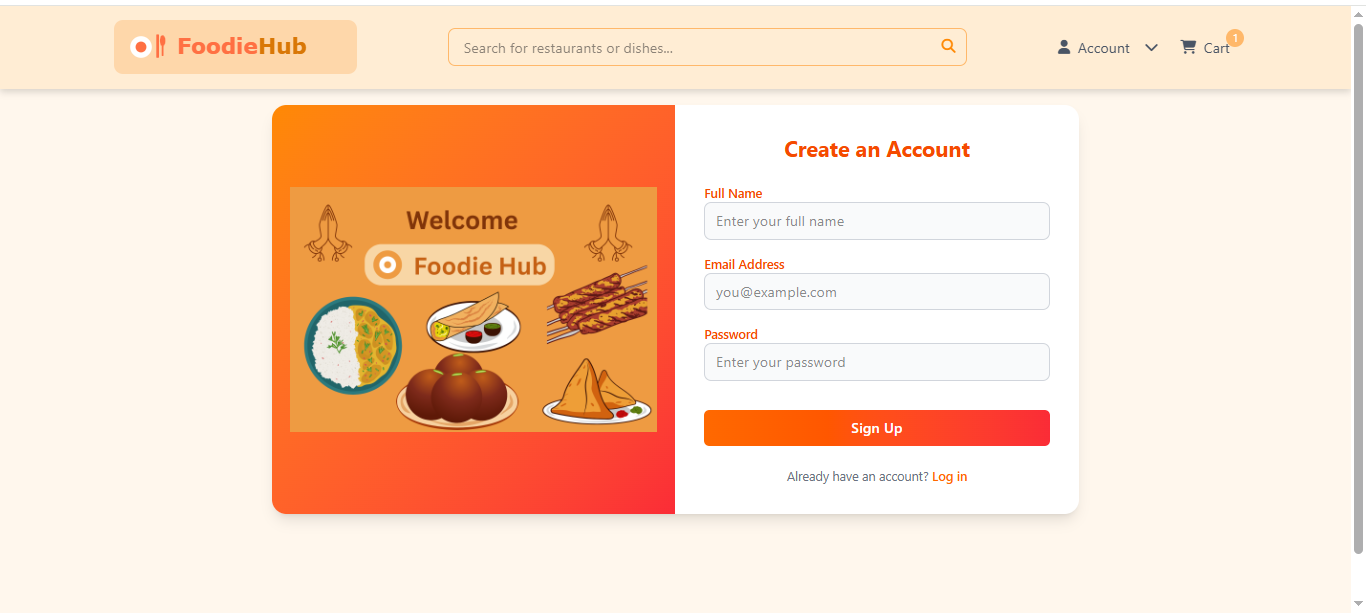 FoodieHub
Search for restaurants or dishes...
Account
Cart
1
Welcome
Foodie Hub
Create an Account
Full Name
Enter your full name
Email Address
you@example.com
Password
Enter your password
Sign Up
Already have an account? Log in